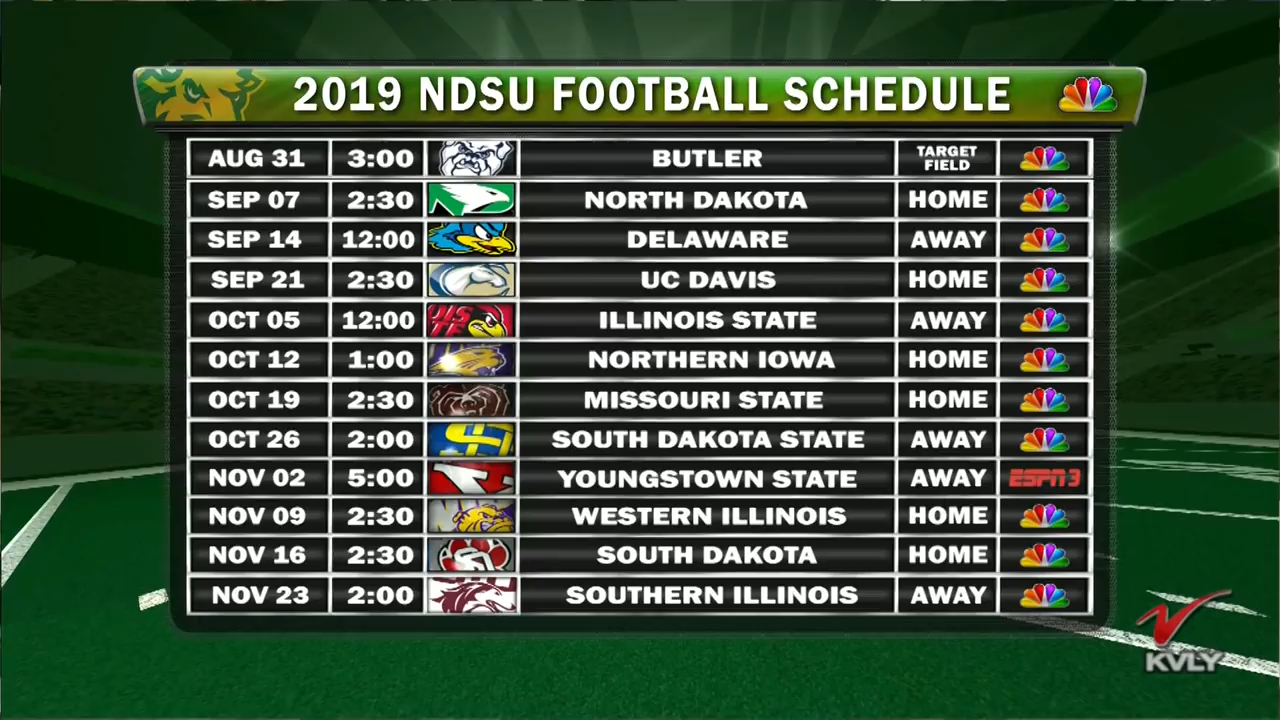 2019 NDSU FOOTBALL SCHEDULE
AUG 31 3:00 BUTLER TARGET FIELD
SEP 07 2:30 NORTH DAKOTA HOME
SEP 14 12:00 DELAWARE AWAY
SEP 21 2:30 UC DAVIS HOME
OCT 05 12:00 ILLINOIS STATE AWAY
OCT 12 1:00 NORTHERN IOWA HOME
OCT 19 2:30 MISSOURI STATE HOME
OCT 26 2:00 SOUTH DAKOTA STATE AWAY
NOV 02 5:00 YOUNGSTOWN STATE AWAY ESPN3
NOV 09 2:30 WESTERN ILLINOIS HOME
NOV 16 2:30 SOUTH DAKOTA HOME
NOV 23 2:00 SOUTHERN ILLINOIS AWAY
KVLY